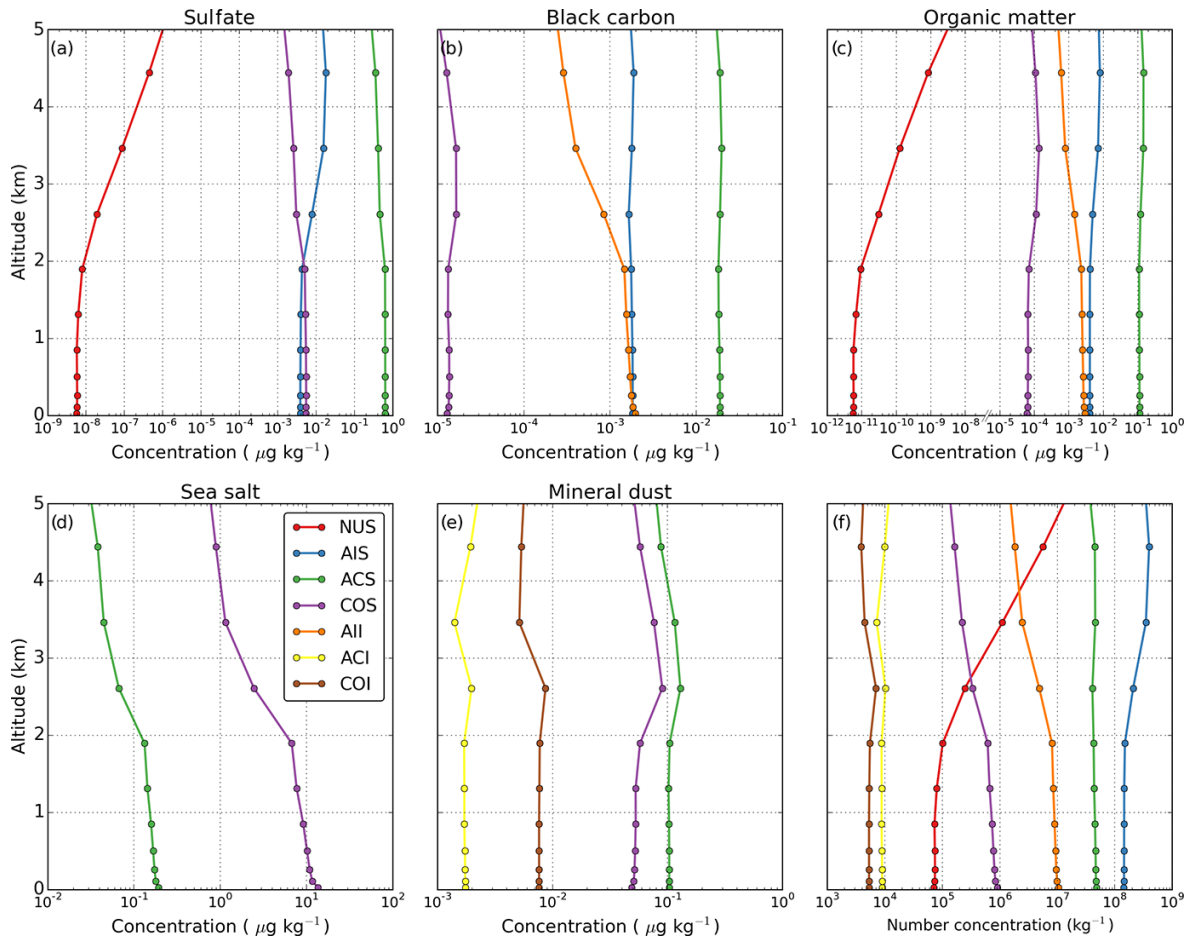 Sulfate
Black carbon
Organic matter
(a)
(b)
(c)
Altitude (km)
5
4
3
2
1
0
10⁻⁹ 10⁻⁸ 10⁻⁷ 10⁻⁶ 10⁻⁵ 10⁻⁴ 10⁻³ 10⁻² 10⁻¹ 10⁰
10⁻⁵ 10⁻⁴ 10⁻³ 10⁻² 10⁻¹
10⁻¹² 10⁻¹¹ 10⁻¹⁰ 10⁻⁹ 10⁻⁸ 10⁻⁵ 10⁻⁴ 10⁻³ 10⁻² 10⁻¹ 10⁰
Concentration ( μg kg⁻¹)
Concentration ( μg kg⁻¹)
Concentration ( μg kg⁻¹)
Sea salt
Mineral dust
(d)
(e)
(f)
NUS
AIS
ACS
COS
AII
ACI
COI
Altitude (km)
5
4
3
2
1
0
10⁻² 10⁻¹ 10⁰ 10¹ 10²
10⁻³ 10⁻² 10⁻¹ 10⁰
10³ 10⁴ 10⁵ 10⁶ 10⁷ 10⁸ 10⁹
Concentration ( μg kg⁻¹)
Concentration ( μg kg⁻¹)
Number concentration (kg⁻¹)